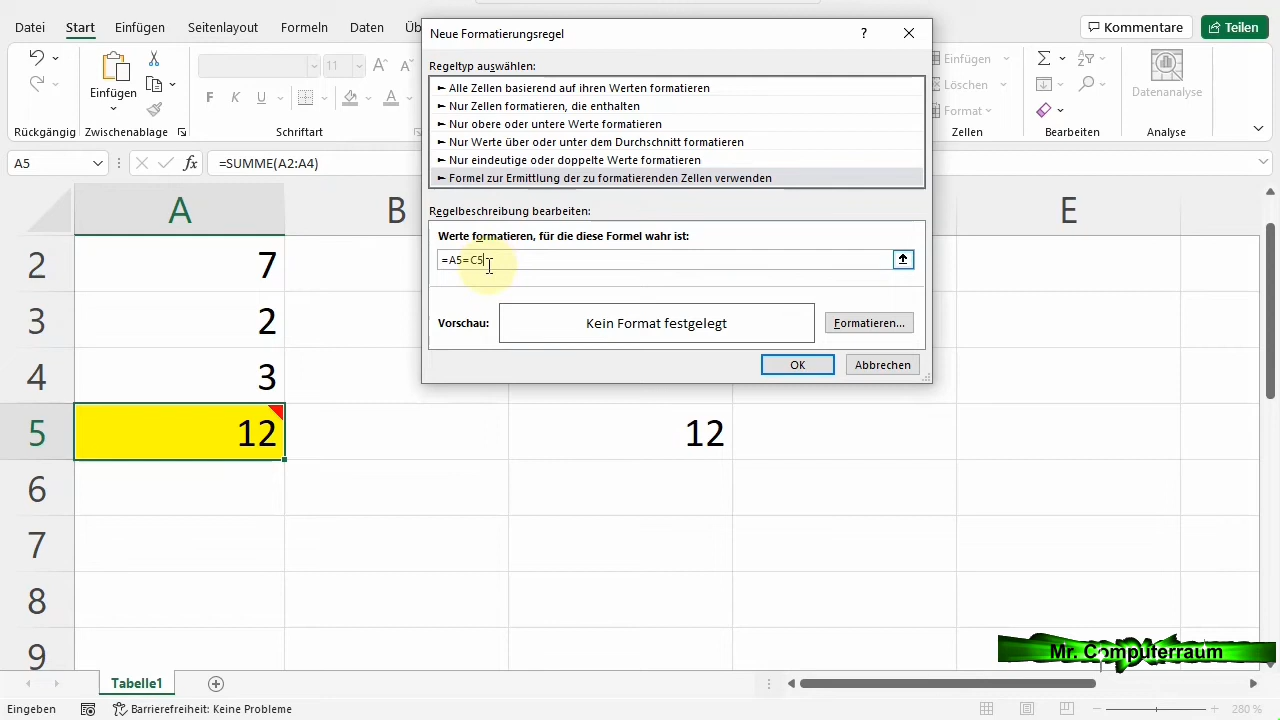 Datei Start Einfügen Seitenlayout Formeln Daten Üb
Kommentare Teilen
Neue Formatierungsregel ?
Regeltyp auswählen:
► Alle Zellen basierend auf ihren Werten formatieren
► Nur Zellen formatieren, die enthalten
► Nur obere oder untere Werte formatieren
► Nur Werte über oder unter dem Durchschnitt formatieren
► Nur eindeutige oder doppelte Werte formatieren
► Formel zur Ermittlung der zu formatierenden Zellen verwenden
Regelbeschreibung bearbeiten:
Werte formatieren, für die diese Formel wahr ist:
=A5=C5
Vorschau: Kein Format festgelegt Formatieren...
OK Abbrechen
Einfügen
11 A A
F K U A
Rückgängig Zwischenablage Schriftart
Einfügen
Löschen
Format
Zellen Bearbeiten
Datenanalyse
Analyse
A5 fx =SUMME(A2:A4)
A B E
2 7
3 2
4 3
5 12 12
6
7
8
9
Mr. Computerraum
Tabelle1
Eingeben Barrierefreiheit: Keine Probleme 280 %